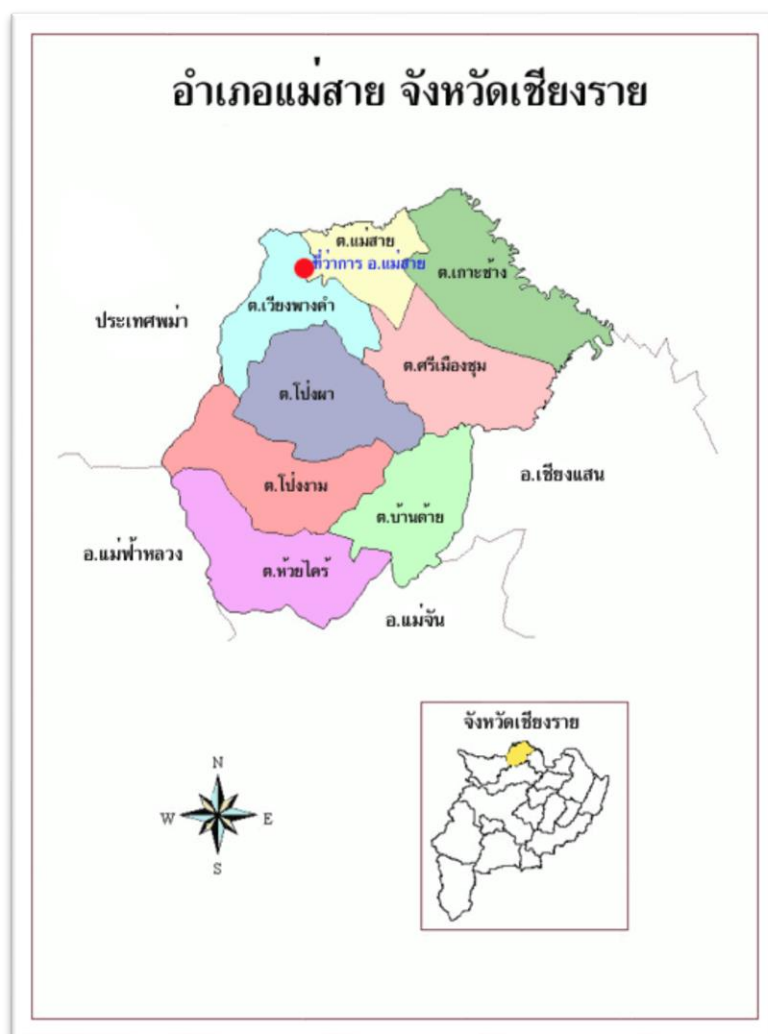 อำเภอแม่สาย จังหวัดเชียงราย
ต.แม่สาย
ที่ว่าการ อ.แม่สาย
ต.เกาะช้าง
ต.เวียงพางคำ
ประเทศพม่า
ต.ศรีเมืองชุม
ต.โป่งผา
อ.เชียงแสน
ต.โป่งงาม
ต.บ้านด้าย
อ.แม่ฟ้าหลวง
ต.ห้วยไคร้
อ.แม่จัน
จังหวัดเชียงราย
N
W
E
S